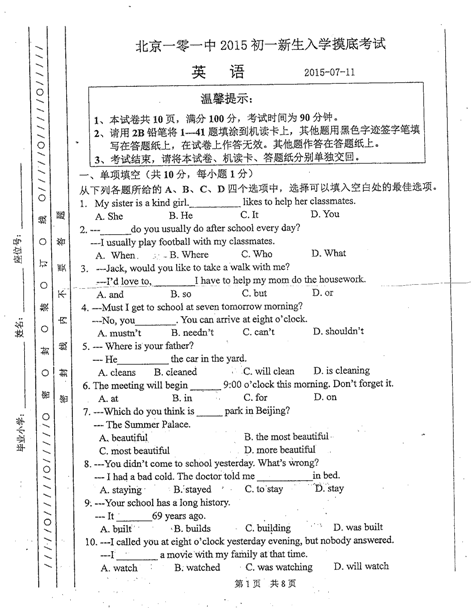 北京一零一中 2015 初一新生入学摸底考试
英 语 2015-07-11
温馨提示：
1、本试卷共 10 页，满分 100 分，考试时间为 90 分钟。
2、请用 2B 铅笔将 1—41 题填涂到机读卡上，其他题用黑色字迹签字笔填
写在答题纸上，在试卷上作答无效。其他题作答在答题纸上。
3、考试结束，请将本试卷、机读卡、答题纸分别单独交回。
一、单项填空（共 10 分，每小题 1 分）
从下列各题所给的 A、B、C、D 四个选项中，选择可以填入空白处的最佳选项。
1. My sister is a kind girl.__________ likes to help her classmates.
A. She B. He C. It D. You
2. ---______do you usually do after school every day?
---I usually play football with my classmates.
A. When B. Where C. Who D. What
3. ---Jack, would you like to take a walk with me?
---I'd love to,________ I have to help my mom do the housework.
A. and B. so C. but D. or
4. ---Must I get to school at seven tomorrow morning?
---No, you________. You can arrive at eight o'clock.
A. mustn't B. needn't C. can't D. shouldn't
5. --- Where is your father?
--- He__________ the car in the yard.
A. cleans B. cleaned C. will clean D. is cleaning
6. The meeting will begin ______ 9:00 o'clock this morning. Don't forget it.
A. at B. in C. for D. on
7. ---Which do you think is _____ park in Beijing?
--- The Summer Palace.
A. beautiful B. the most beautiful
C. most beautiful D. more beautiful
8. ---You didn't come to school yesterday. What's wrong?
--- I had a bad cold. The doctor told me __________in bed.
A. staying B. stayed C. to stay D. stay
9. ---Your school has a long history.
--- It _______69 years ago.
A. built B. builds C. building D. was built
10. ---I called you at eight o'clock yesterday evening, but nobody answered.
---I________ a movie with my family at that time.
A. watch B. watched C. was watching D. will watch
第 1 页 共 8 页
毕业小学：
姓名：
座位号：
密 封 线 内 不 要 答 题
密 封 装 订 线